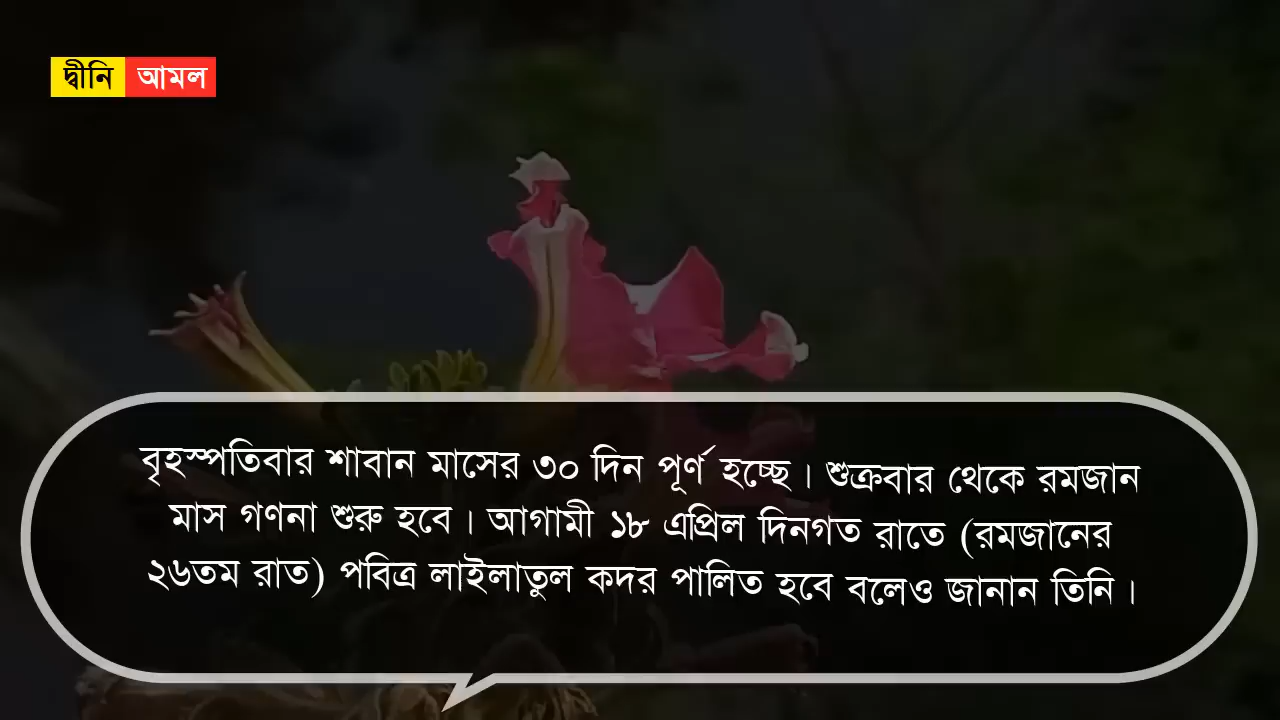 দ্বীনি আমল
বৃহস্পতিবার শাবান মাসের ৩০ দিন পূর্ণ হচ্ছে। শুক্রবার থেকে রমজান
মাস গণনা শুরু হবে। আগামী ১৮ এপ্রিল দিনগত রাতে (রমজানের
২৬তম রাত) পবিত্র লাইলাতুল কদর পালিত হবে বলেও জানান তিনি।